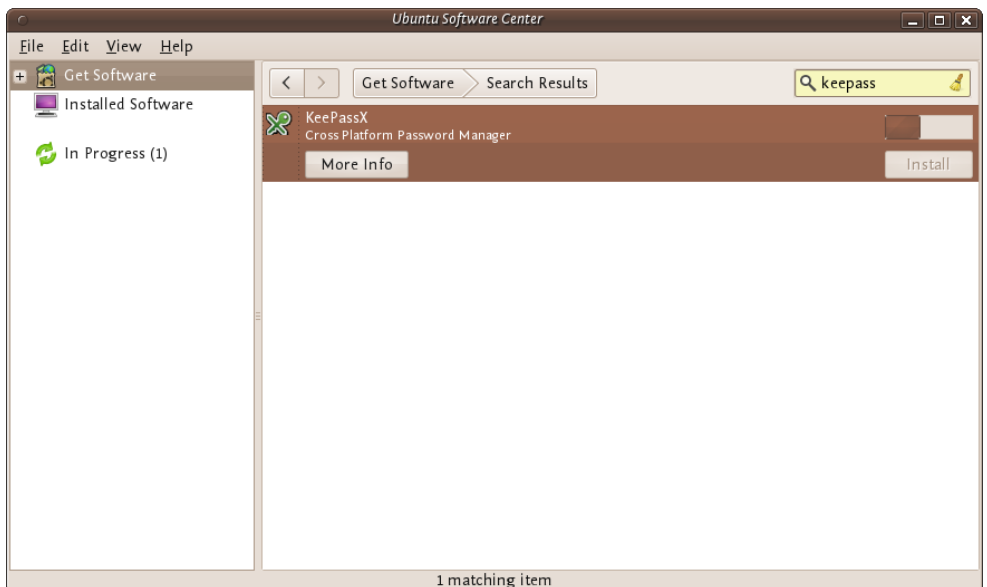 Ubuntu Software Center
File Edit View Help
Get Software
Installed Software
In Progress (1)
Get Software Search Results
keepass
KeePassX
Cross Platform Password Manager
More Info
Install
1 matching item